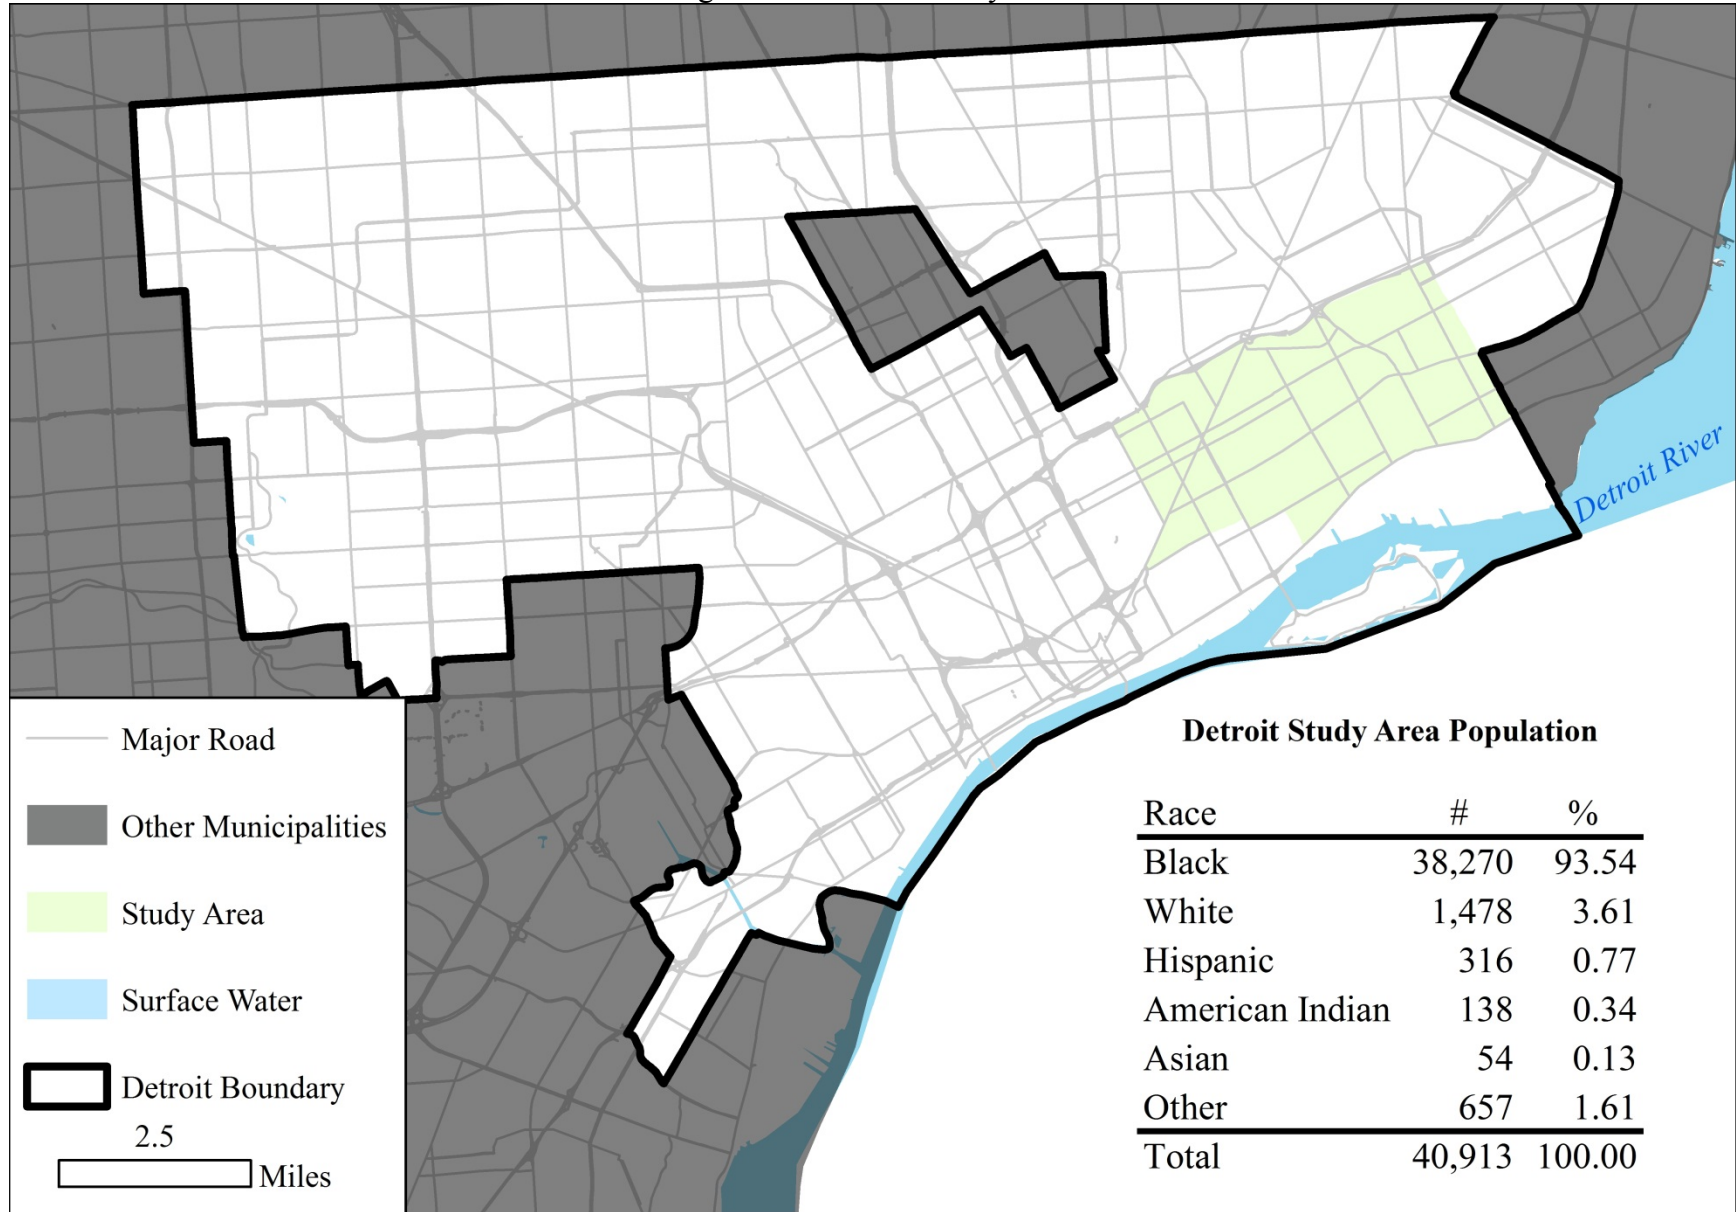 Detroit River
Major Road
Other Municipalities
Study Area
Surface Water
Detroit Boundary
2.5
Miles
Detroit Study Area Population
Race # %
Black 38,270 93.54
White 1,478 3.61
Hispanic 316 0.77
American Indian 138 0.34
Asian 54 0.13
Other 657 1.61
Total 40,913 100.00